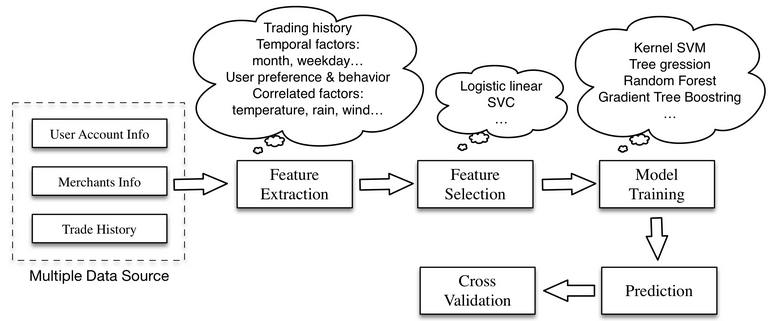 Trading history
Temporal factors:
month, weekday...
User preference & behavior
Correlated factors:
temperature, rain, wind...
Logistic linear
SVC
...
Kernel SVM
Tree gression
Random Forest
Gradient Tree Boostring
...
User Account Info
Merchants Info
Trade History
Multiple Data Source
Feature
Extraction
Feature
Selection
Model
Training
Cross
Validation
Prediction